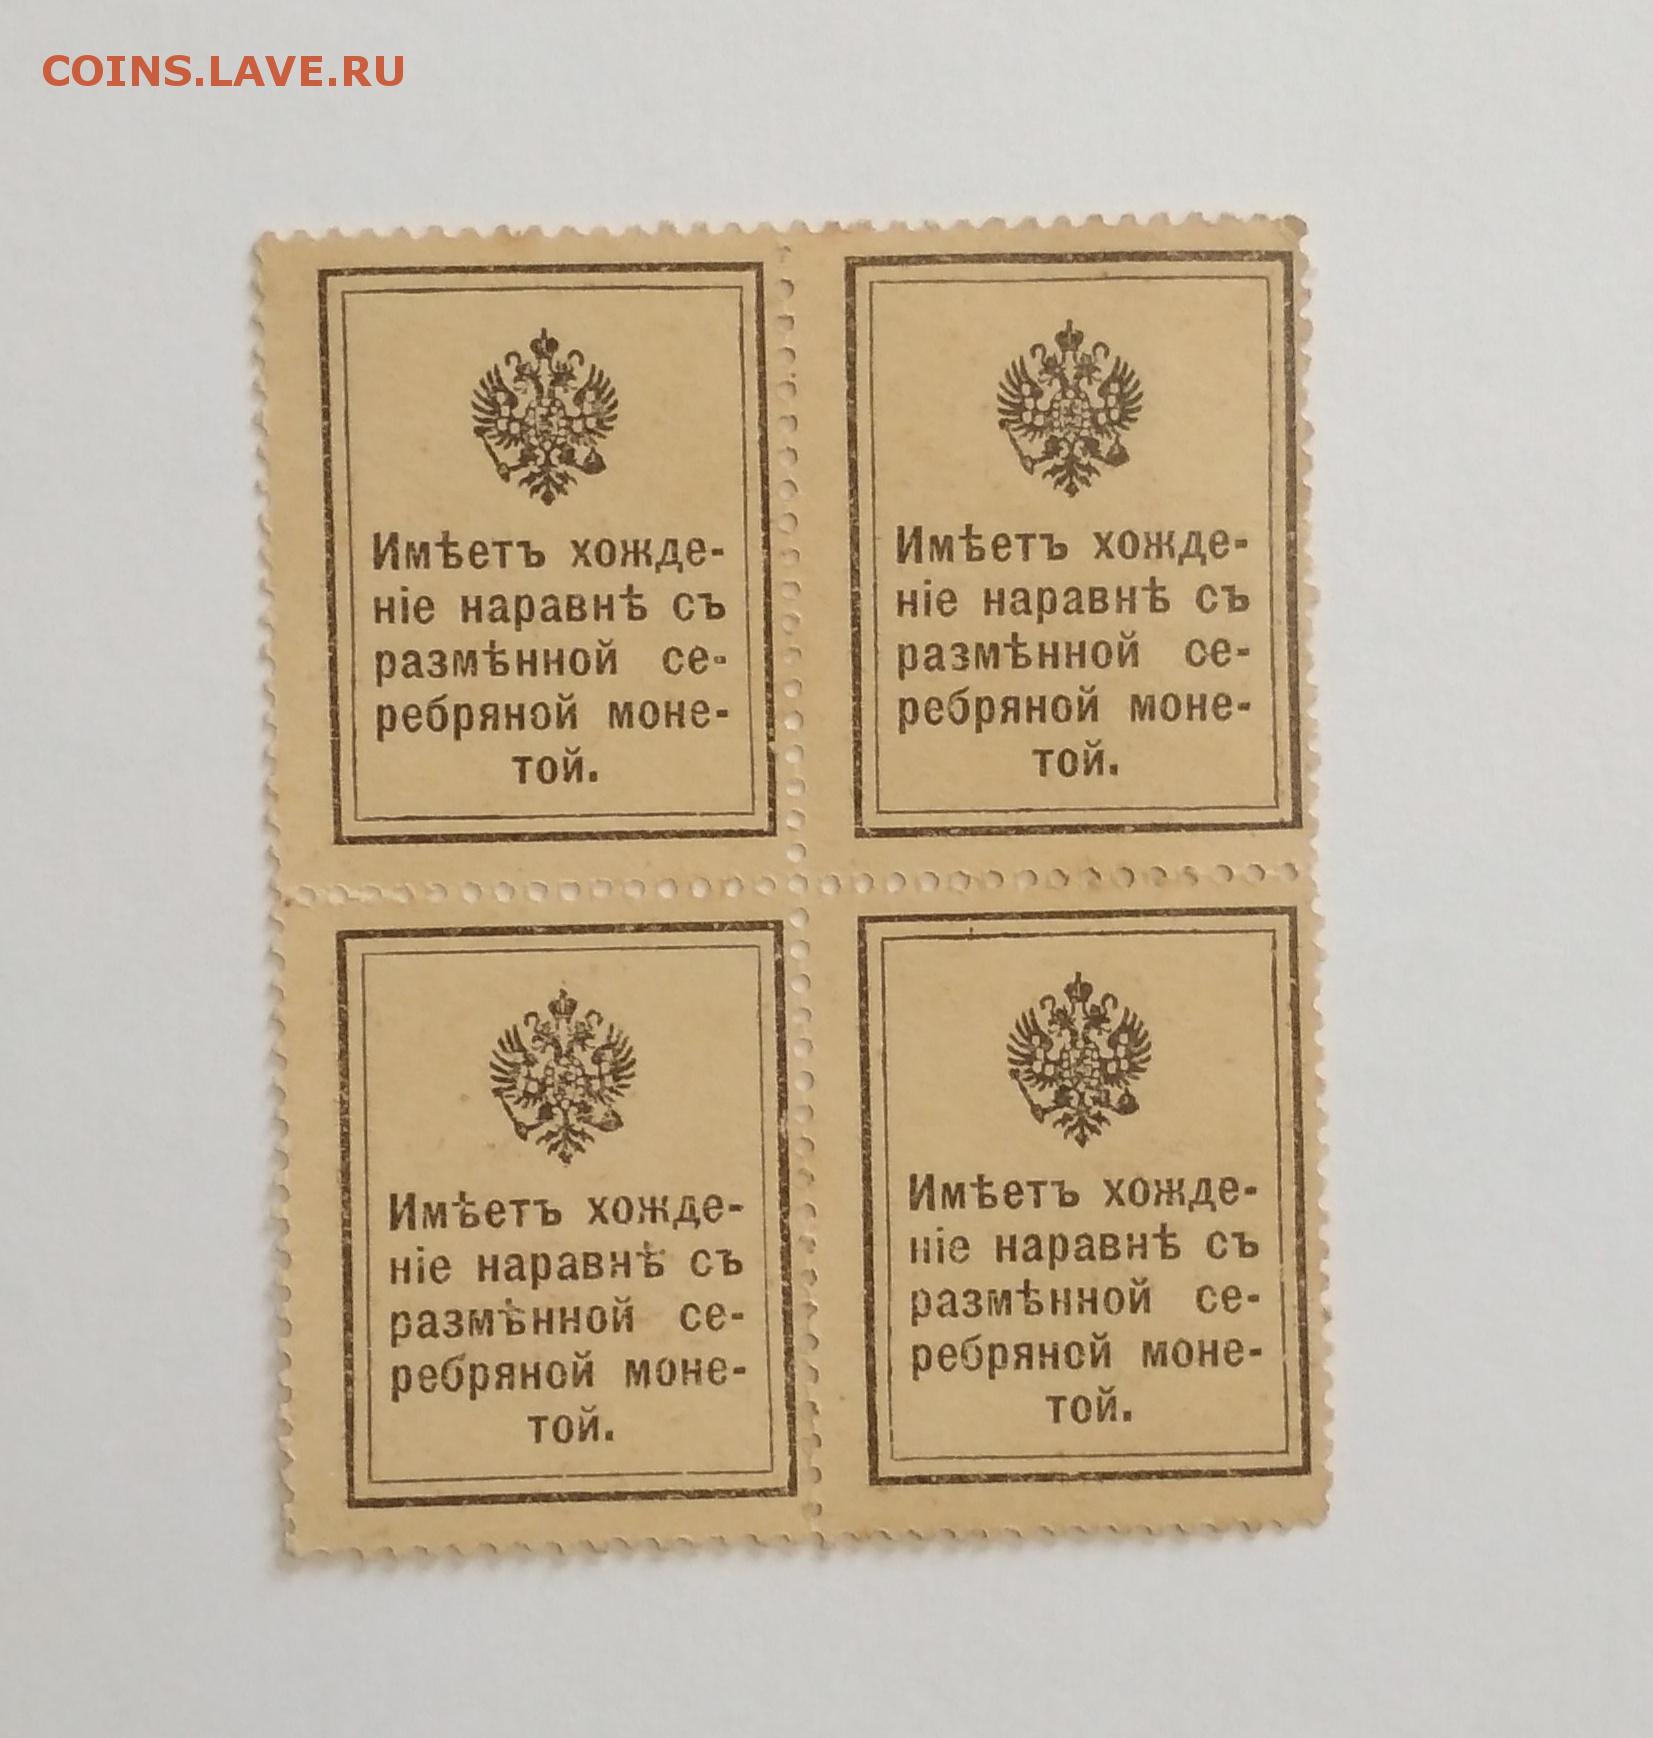 COINS.LAVE.RU
Имѣетъ хожде-
ніе наравнѣ съ
размѣнной се-
ребряной моне-
той.
Имѣетъ хожде-
ніе наравнѣ съ
размѣнной се-
ребряной моне-
той.
Имѣетъ хожде-
ніе наравнѣ съ
размѣнной се-
ребряной моне-
той.
Имѣетъ хожде-
ніе наравнѣ съ
размѣнной се-
ребряной моне-
той.